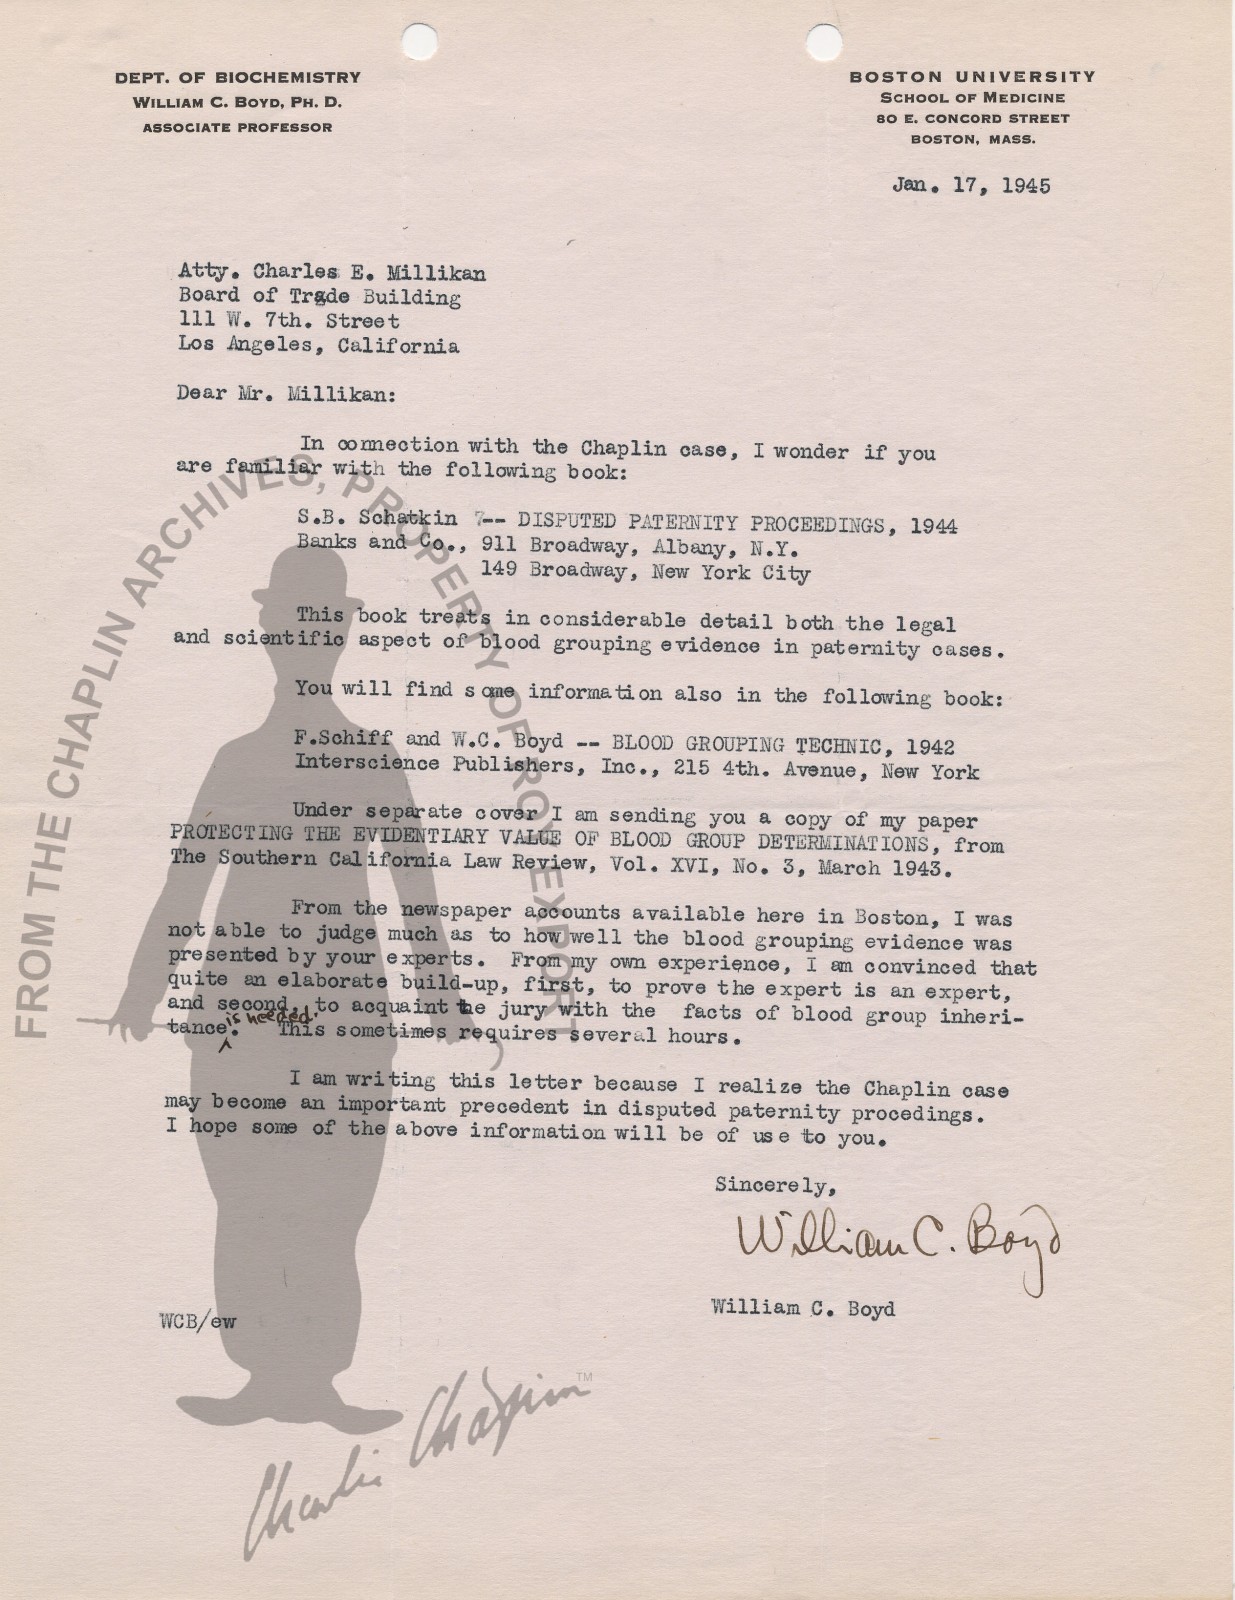 DEPT. OF BIOCHEMISTRY
WILLIAM C. BOYD, PH. D.
ASSOCIATE PROFESSOR
BOSTON UNIVERSITY
SCHOOL OF MEDICINE
80 E. CONCORD STREET
BOSTON, MASS.
Jan. 17, 1945
Atty. Charles E. Millikan
Board of Trade Building
111 W. 7th. Street
Los Angeles, California
Dear Mr. Millikan:
In connection with the Chaplin case, I wonder if you
are familiar with the following book:
S.B. Schatkin -- DISPUTED PATERNITY PROCEEDINGS, 1944
Banks and Co., 911 Broadway, Albany, N.Y.
149 Broadway, New York City
This book treats in considerable detail both the legal
and scientific aspect of blood grouping evidence in paternity cases.
You will find some information also in the following book:
F.Schiff and W.C. Boyd -- BLOOD GROUPING TECHNIC, 1942
Interscience Publishers, Inc., 215 4th. Avenue, New York
Under separate cover I am sending you a copy of my paper
PROTECTING THE EVIDENTIARY VALUE OF BLOOD GROUP DETERMINATIONS, from
The Southern California Law Review, Vol. XVI, No. 3, March 1943.
From the newspaper accounts available here in Boston, I was
not able to judge much as to how well the blood grouping evidence was
presented by your experts. From my own experience, I am convinced that
quite an elaborate build-up, first, to prove the expert is an expert,
and second, to acquaint the jury with the facts of blood group inheri-
tance is needed. This sometimes requires several hours.
I am writing this letter because I realize the Chaplin case
may become an important precedent in disputed paternity procedings.
I hope some of the above information will be of use to you.
Sincerely,
William C. Boyd
William C. Boyd
WCB/ew
FROM THE CHAPLIN ARCHIVES, PROPERTY OF ROY EXPORT
Charlie Chaplin TM